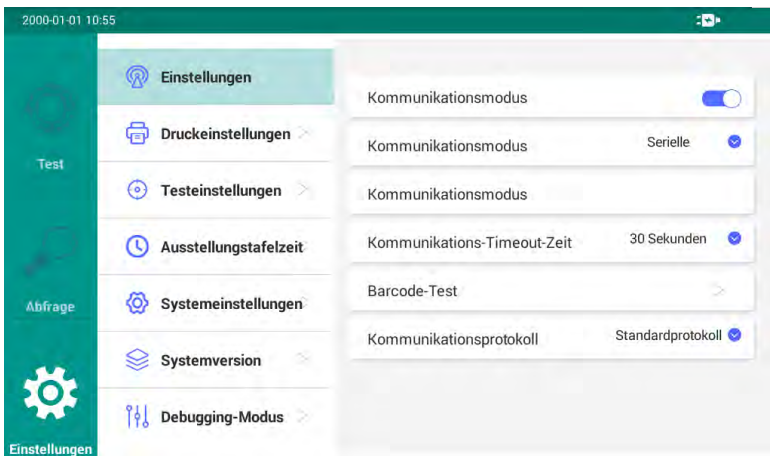 2000-01-01 10:55
Test
Abfrage
Einstellungen
Einstellungen
Druckeinstellungen
Testeinstellungen
Ausstellungstafelzeit
Systemeinstellungen
Systemversion
Debugging-Modus
Kommunikationsmodus
Kommunikationsmodus Serielle
Kommunikationsmodus
Kommunikations-Timeout-Zeit 30 Sekunden
Barcode-Test
Kommunikationsprotokoll Standardprotokoll